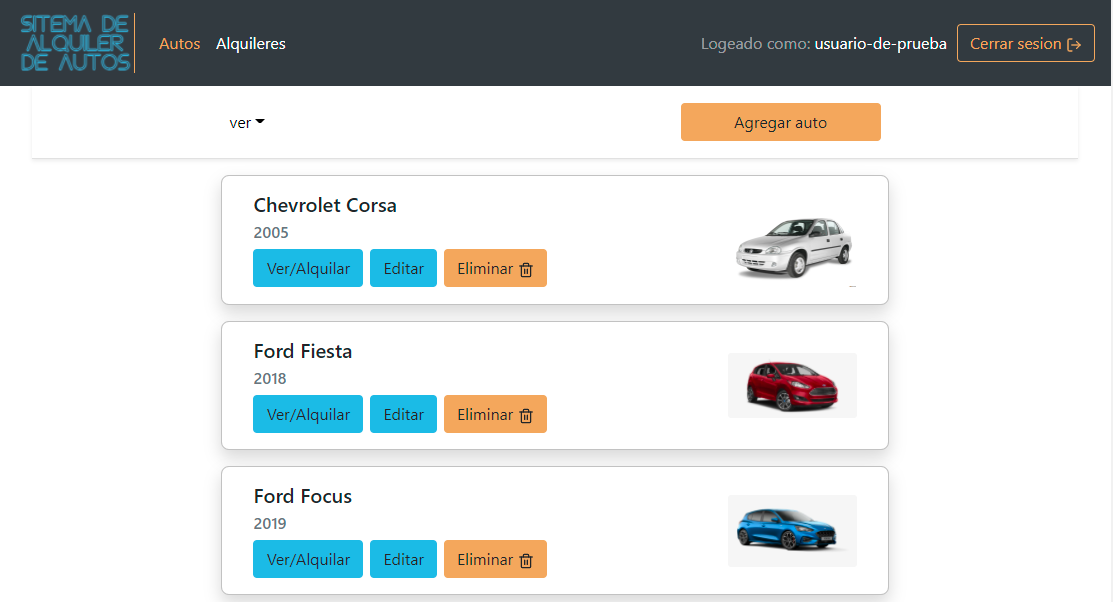 SITEMA DE
ALQUILER
DE AUTOS
Autos Alquileres Logeado como: usuario-de-prueba Cerrar sesion
ver Agregar auto
Chevrolet Corsa
2005
Ver/Alquilar Editar Eliminar
Ford Fiesta
2018
Ver/Alquilar Editar Eliminar
Ford Focus
2019
Ver/Alquilar Editar Eliminar